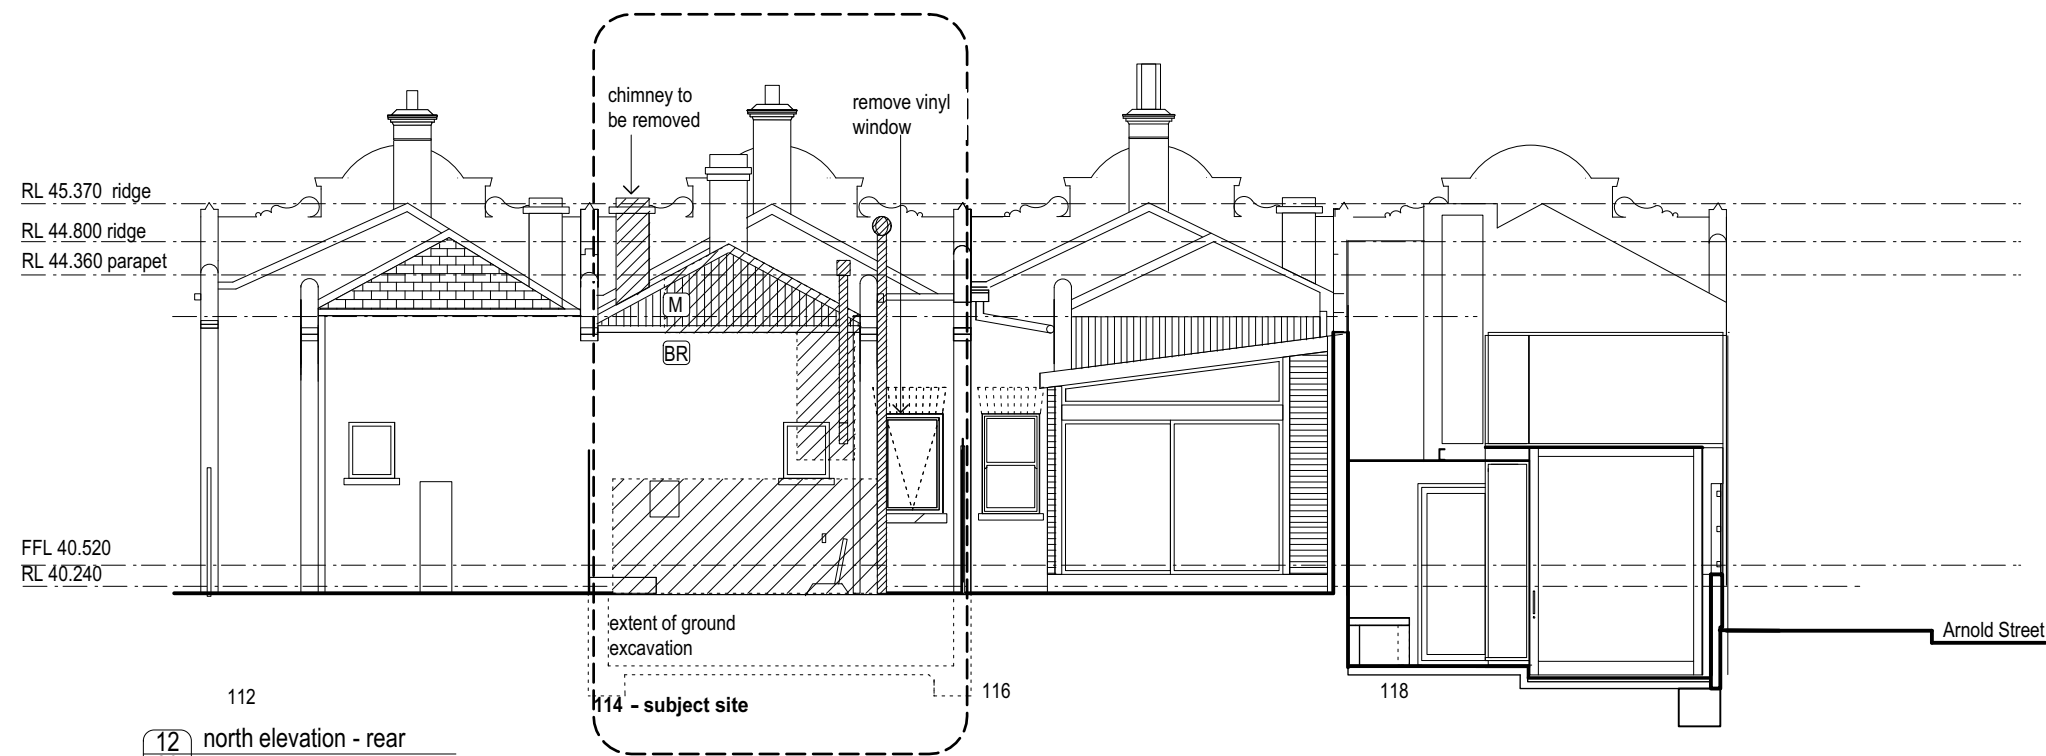 chimney to
be removed
remove vinyl
window
RL 45.370 ridge
RL 44.800 ridge
RL 44.360 parapet
M
BR
FFL 40.520
RL 40.240
extent of ground
excavation
Arnold Street
112
114 - subject site
116
118
12 north elevation - rear